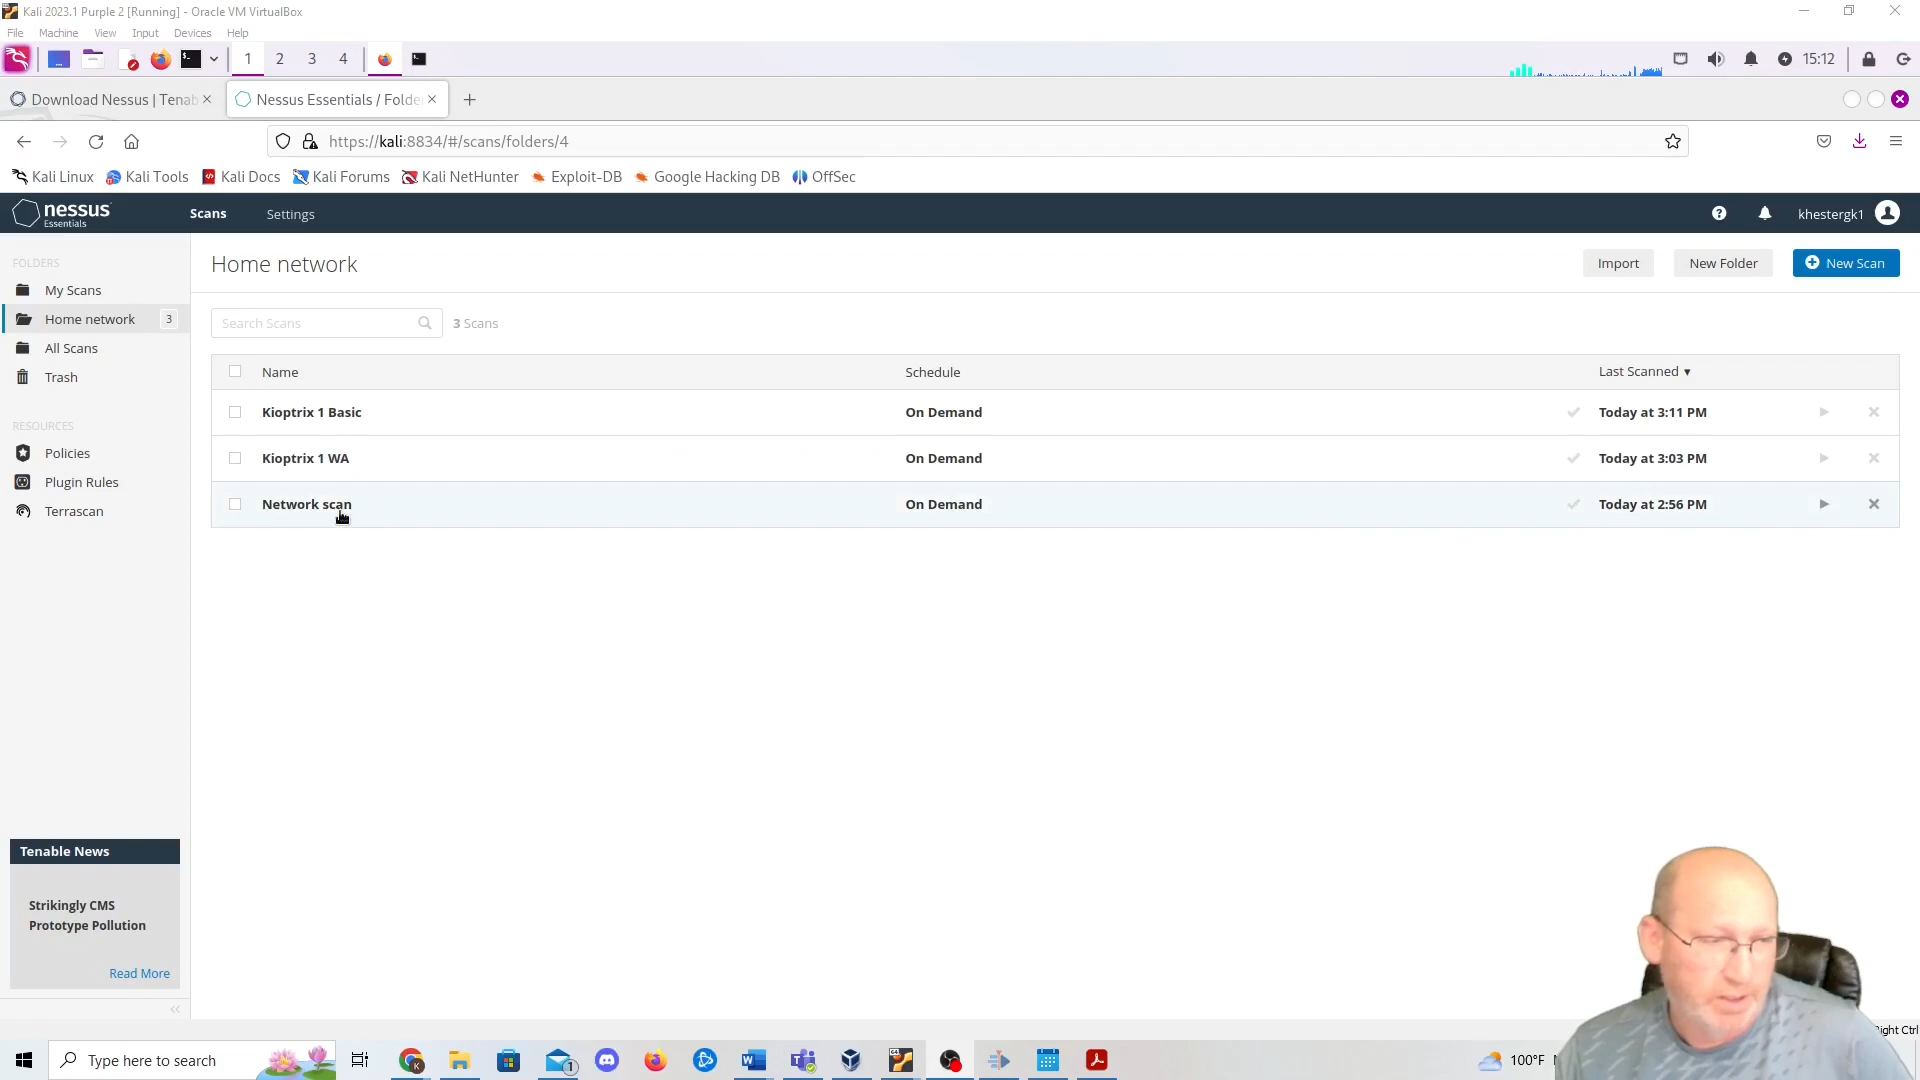 Kali 2023.1 Purple 2 [Running] - Oracle VM VirtualBox
File Machine View Input Devices Help
1 2 3 4 15:12
Download Nessus | Tenab Nessus Essentials / Folde
https://kali:8834/#/scans/folders/4
Kali Linux Kali Tools Kali Docs Kali Forums Kali NetHunter Exploit-DB Google Hacking DB OffSec
nessus Essentials Scans Settings khestergk1
FOLDERS
My Scans
Home network 3
All Scans
Trash
RESOURCES
Policies
Plugin Rules
Terrascan
Tenable News
Strikingly CMS
Prototype Pollution
Read More
Home network Import New Folder New Scan
Search Scans 3 Scans
Name Schedule Last Scanned
Kioptrix 1 Basic On Demand Today at 3:11 PM
Kioptrix 1 WA On Demand Today at 3:03 PM
Network scan On Demand Today at 2:56 PM
Right Ctrl
Type here to search 1 100°F